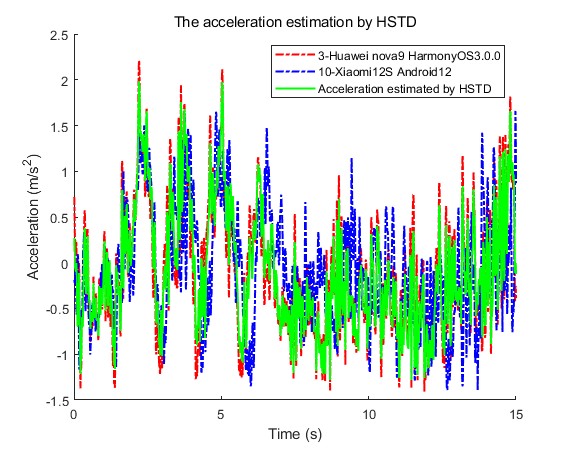 The acceleration estimation by HSTD
3-Huawei nova9 HarmonyOS3.0.0
10-Xiaomi12S Android12
Acceleration estimated by HSTD
Acceleration (m/s²)
2.5
2
1.5
1
0.5
0
-0.5
-1
-1.5
0 5 10 15
Time (s)